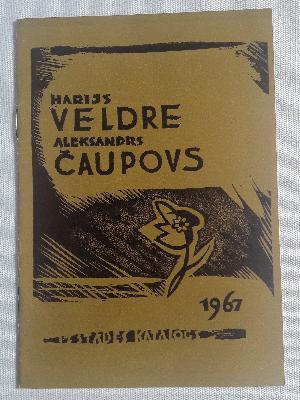 HARIJS
VELDRE
ALEKSANDRS
ČAUPOVS
1967
IZSTĀDES KATALOGS